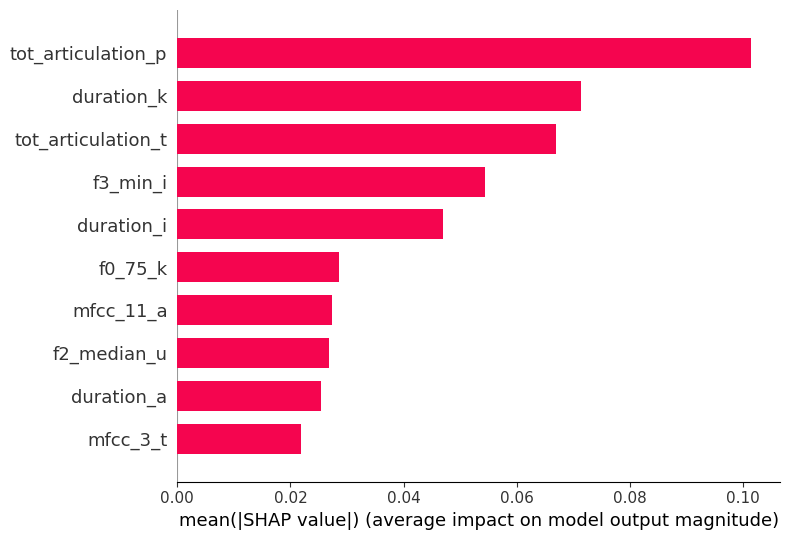 tot_articulation_p
duration_k
tot_articulation_t
f3_min_i
duration_i
f0_75_k
mfcc_11_a
f2_median_u
duration_a
mfcc_3_t
0.00 0.02 0.04 0.06 0.08 0.10
mean(|SHAP value|) (average impact on model output magnitude)